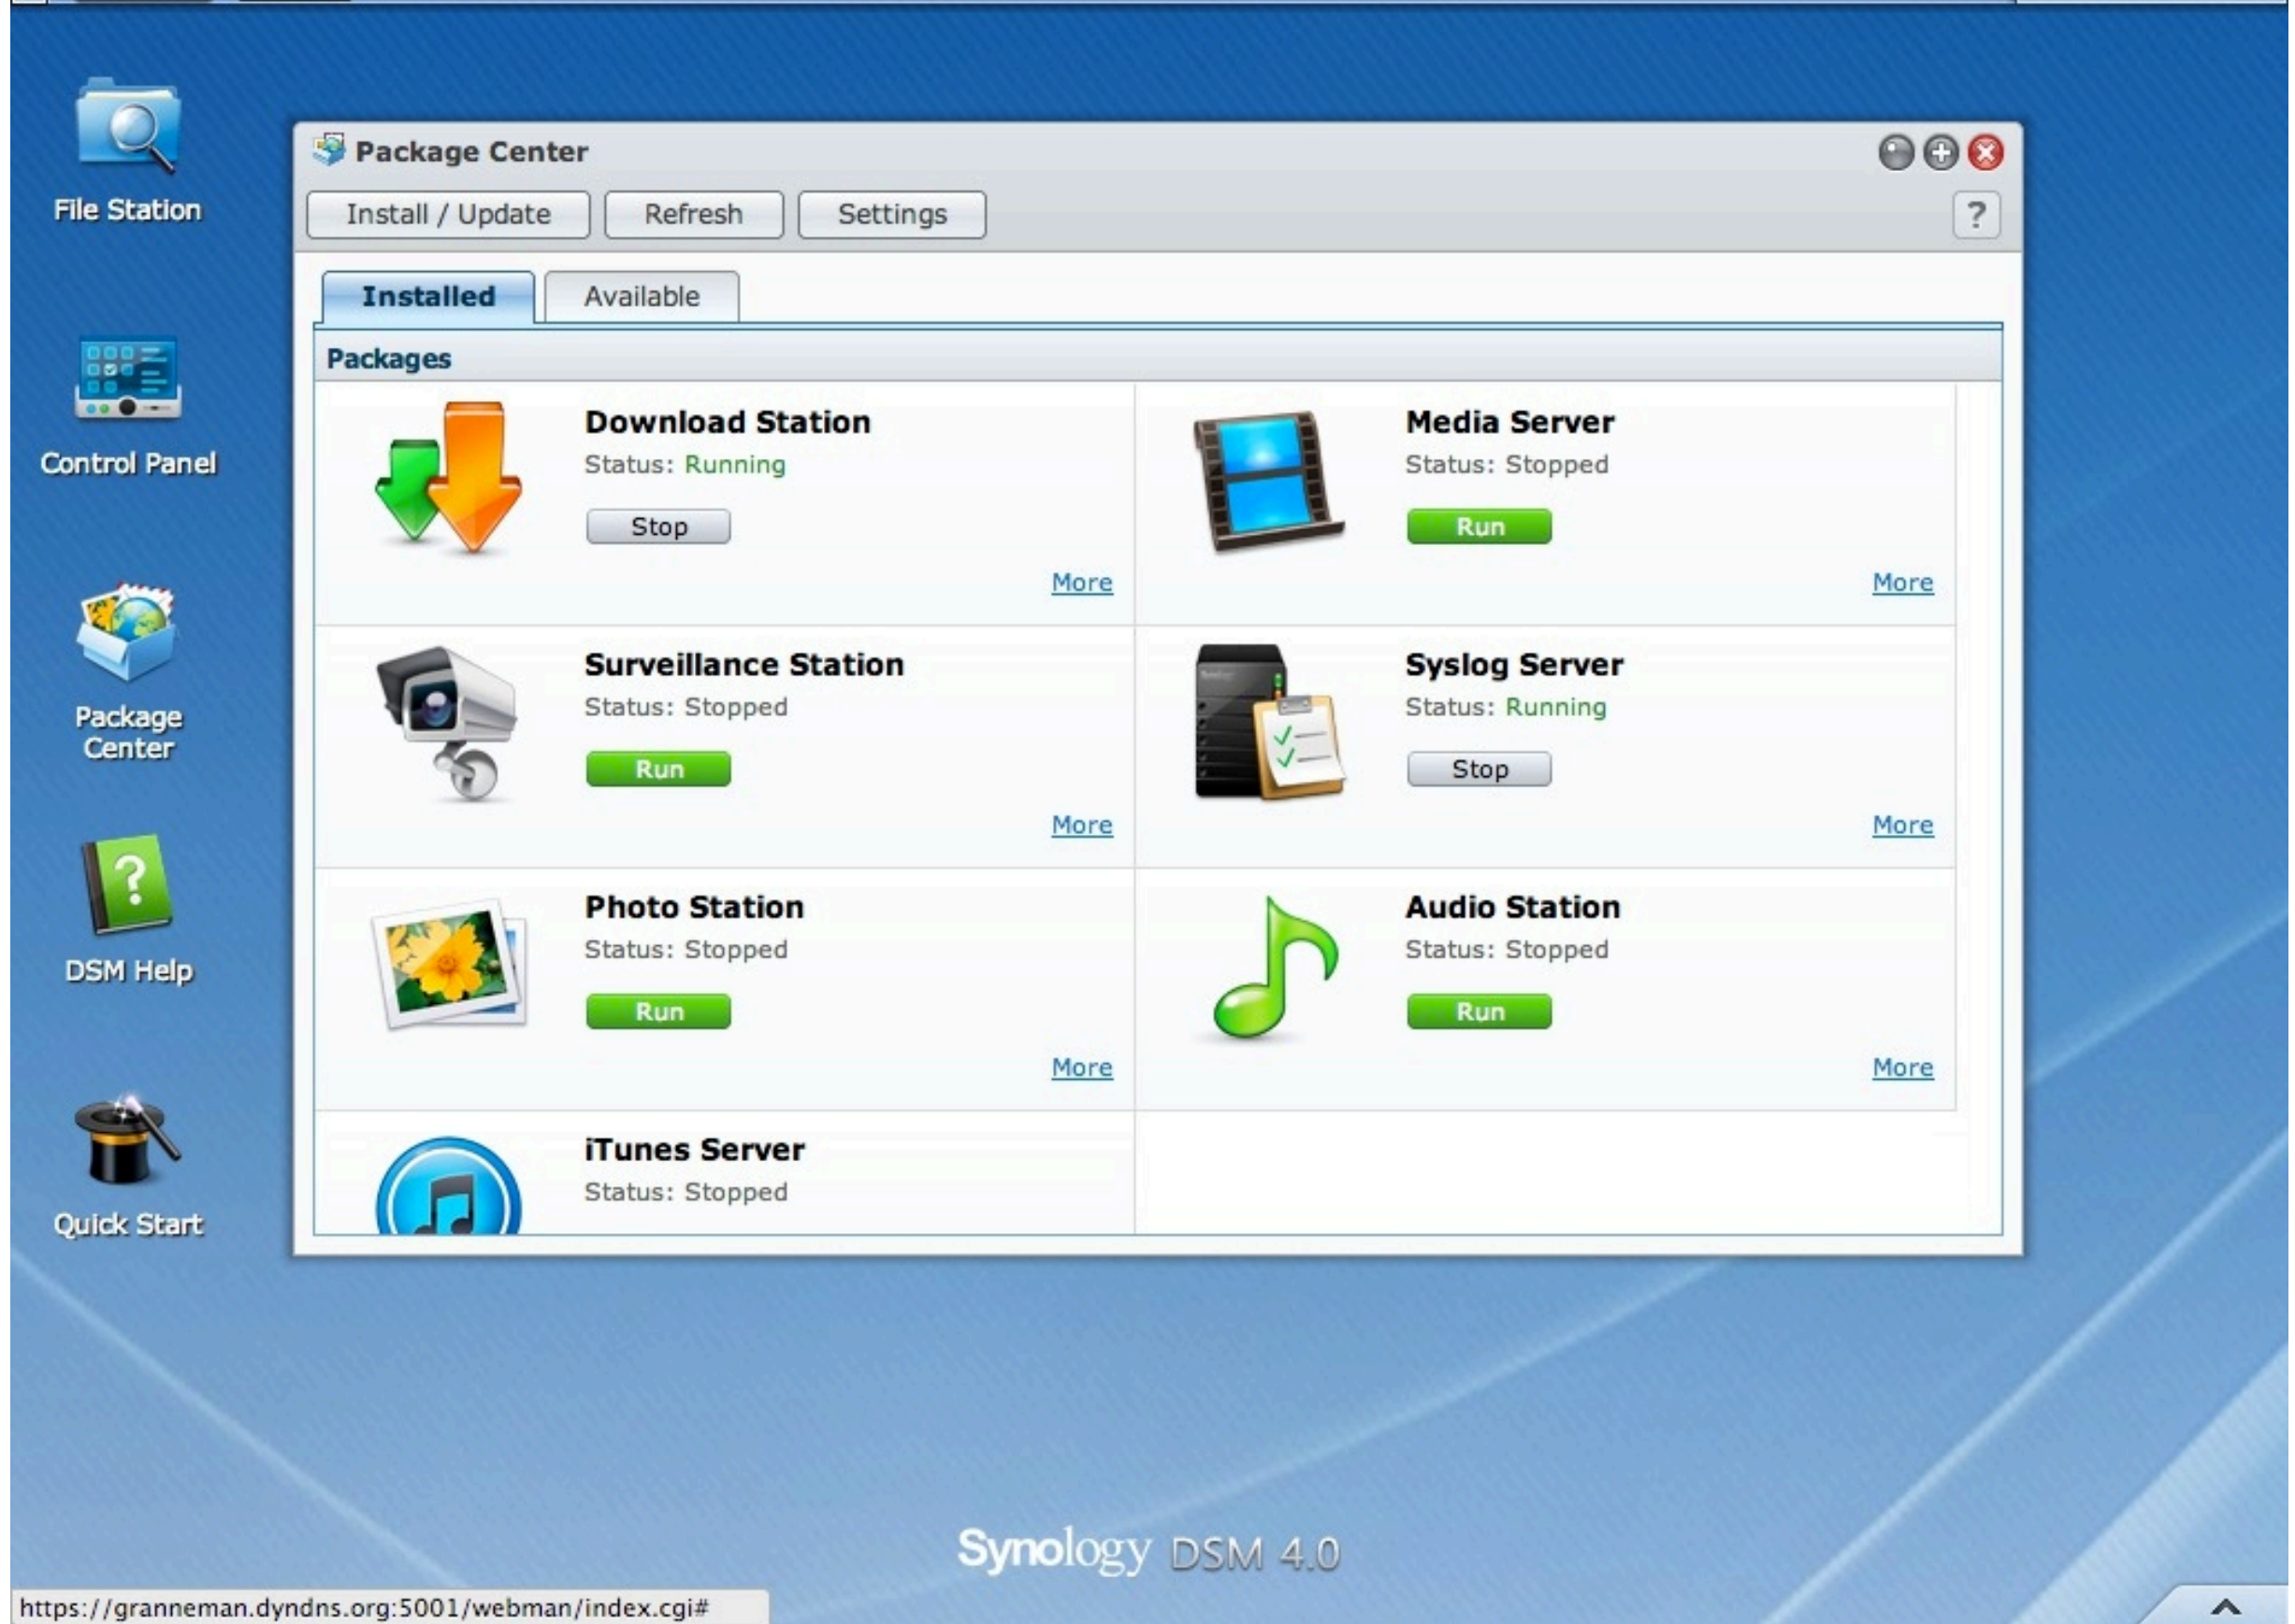 File Station
Control Panel
Package
Center
DSM Help
Quick Start
Package Center
Install / Update
Refresh
Settings
?
Installed
Available
Packages
Download Station
Status: Running
Stop
More
Media Server
Status: Stopped
Run
More
Surveillance Station
Status: Stopped
Run
More
Syslog Server
Status: Running
Stop
More
Photo Station
Status: Stopped
Run
More
Audio Station
Status: Stopped
Run
More
iTunes Server
Status: Stopped
Synology DSM 4.0
https://granneman.dyndns.org:5001/webman/index.cgi#